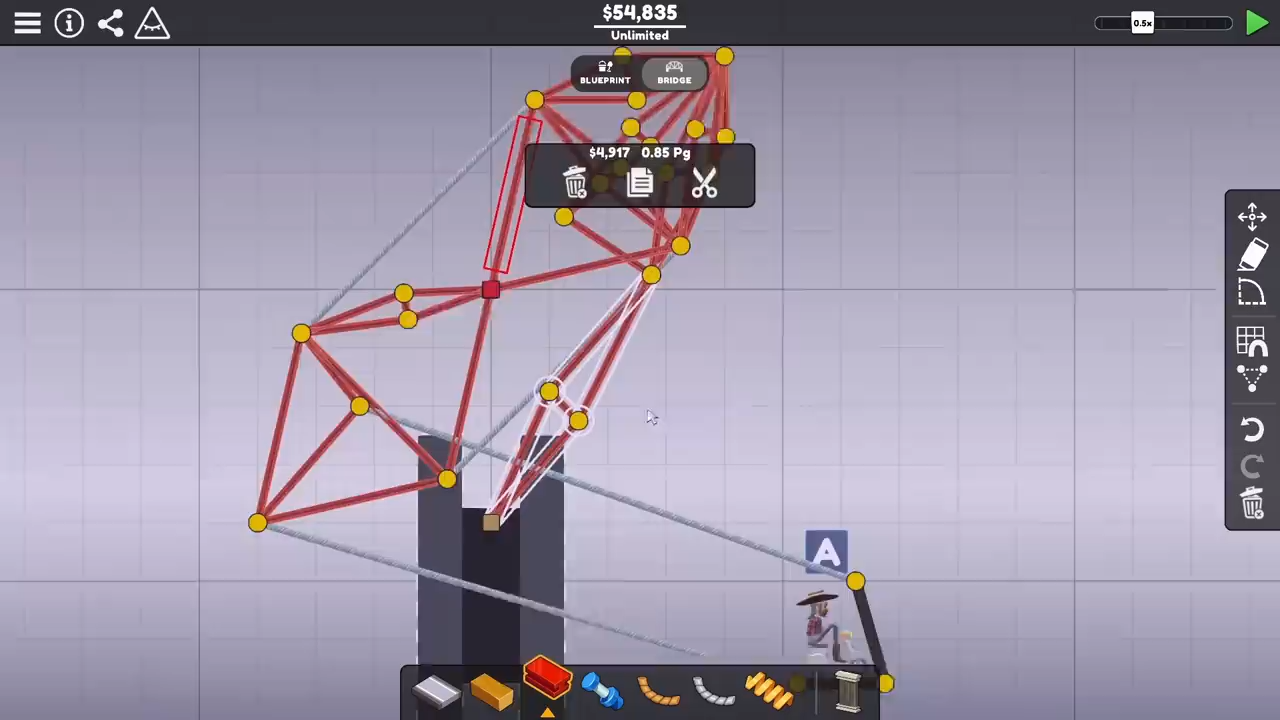 $54,835
Unlimited
0.5x
BLUEPRINT
BRIDGE
$4,917 0.85 Pg
A